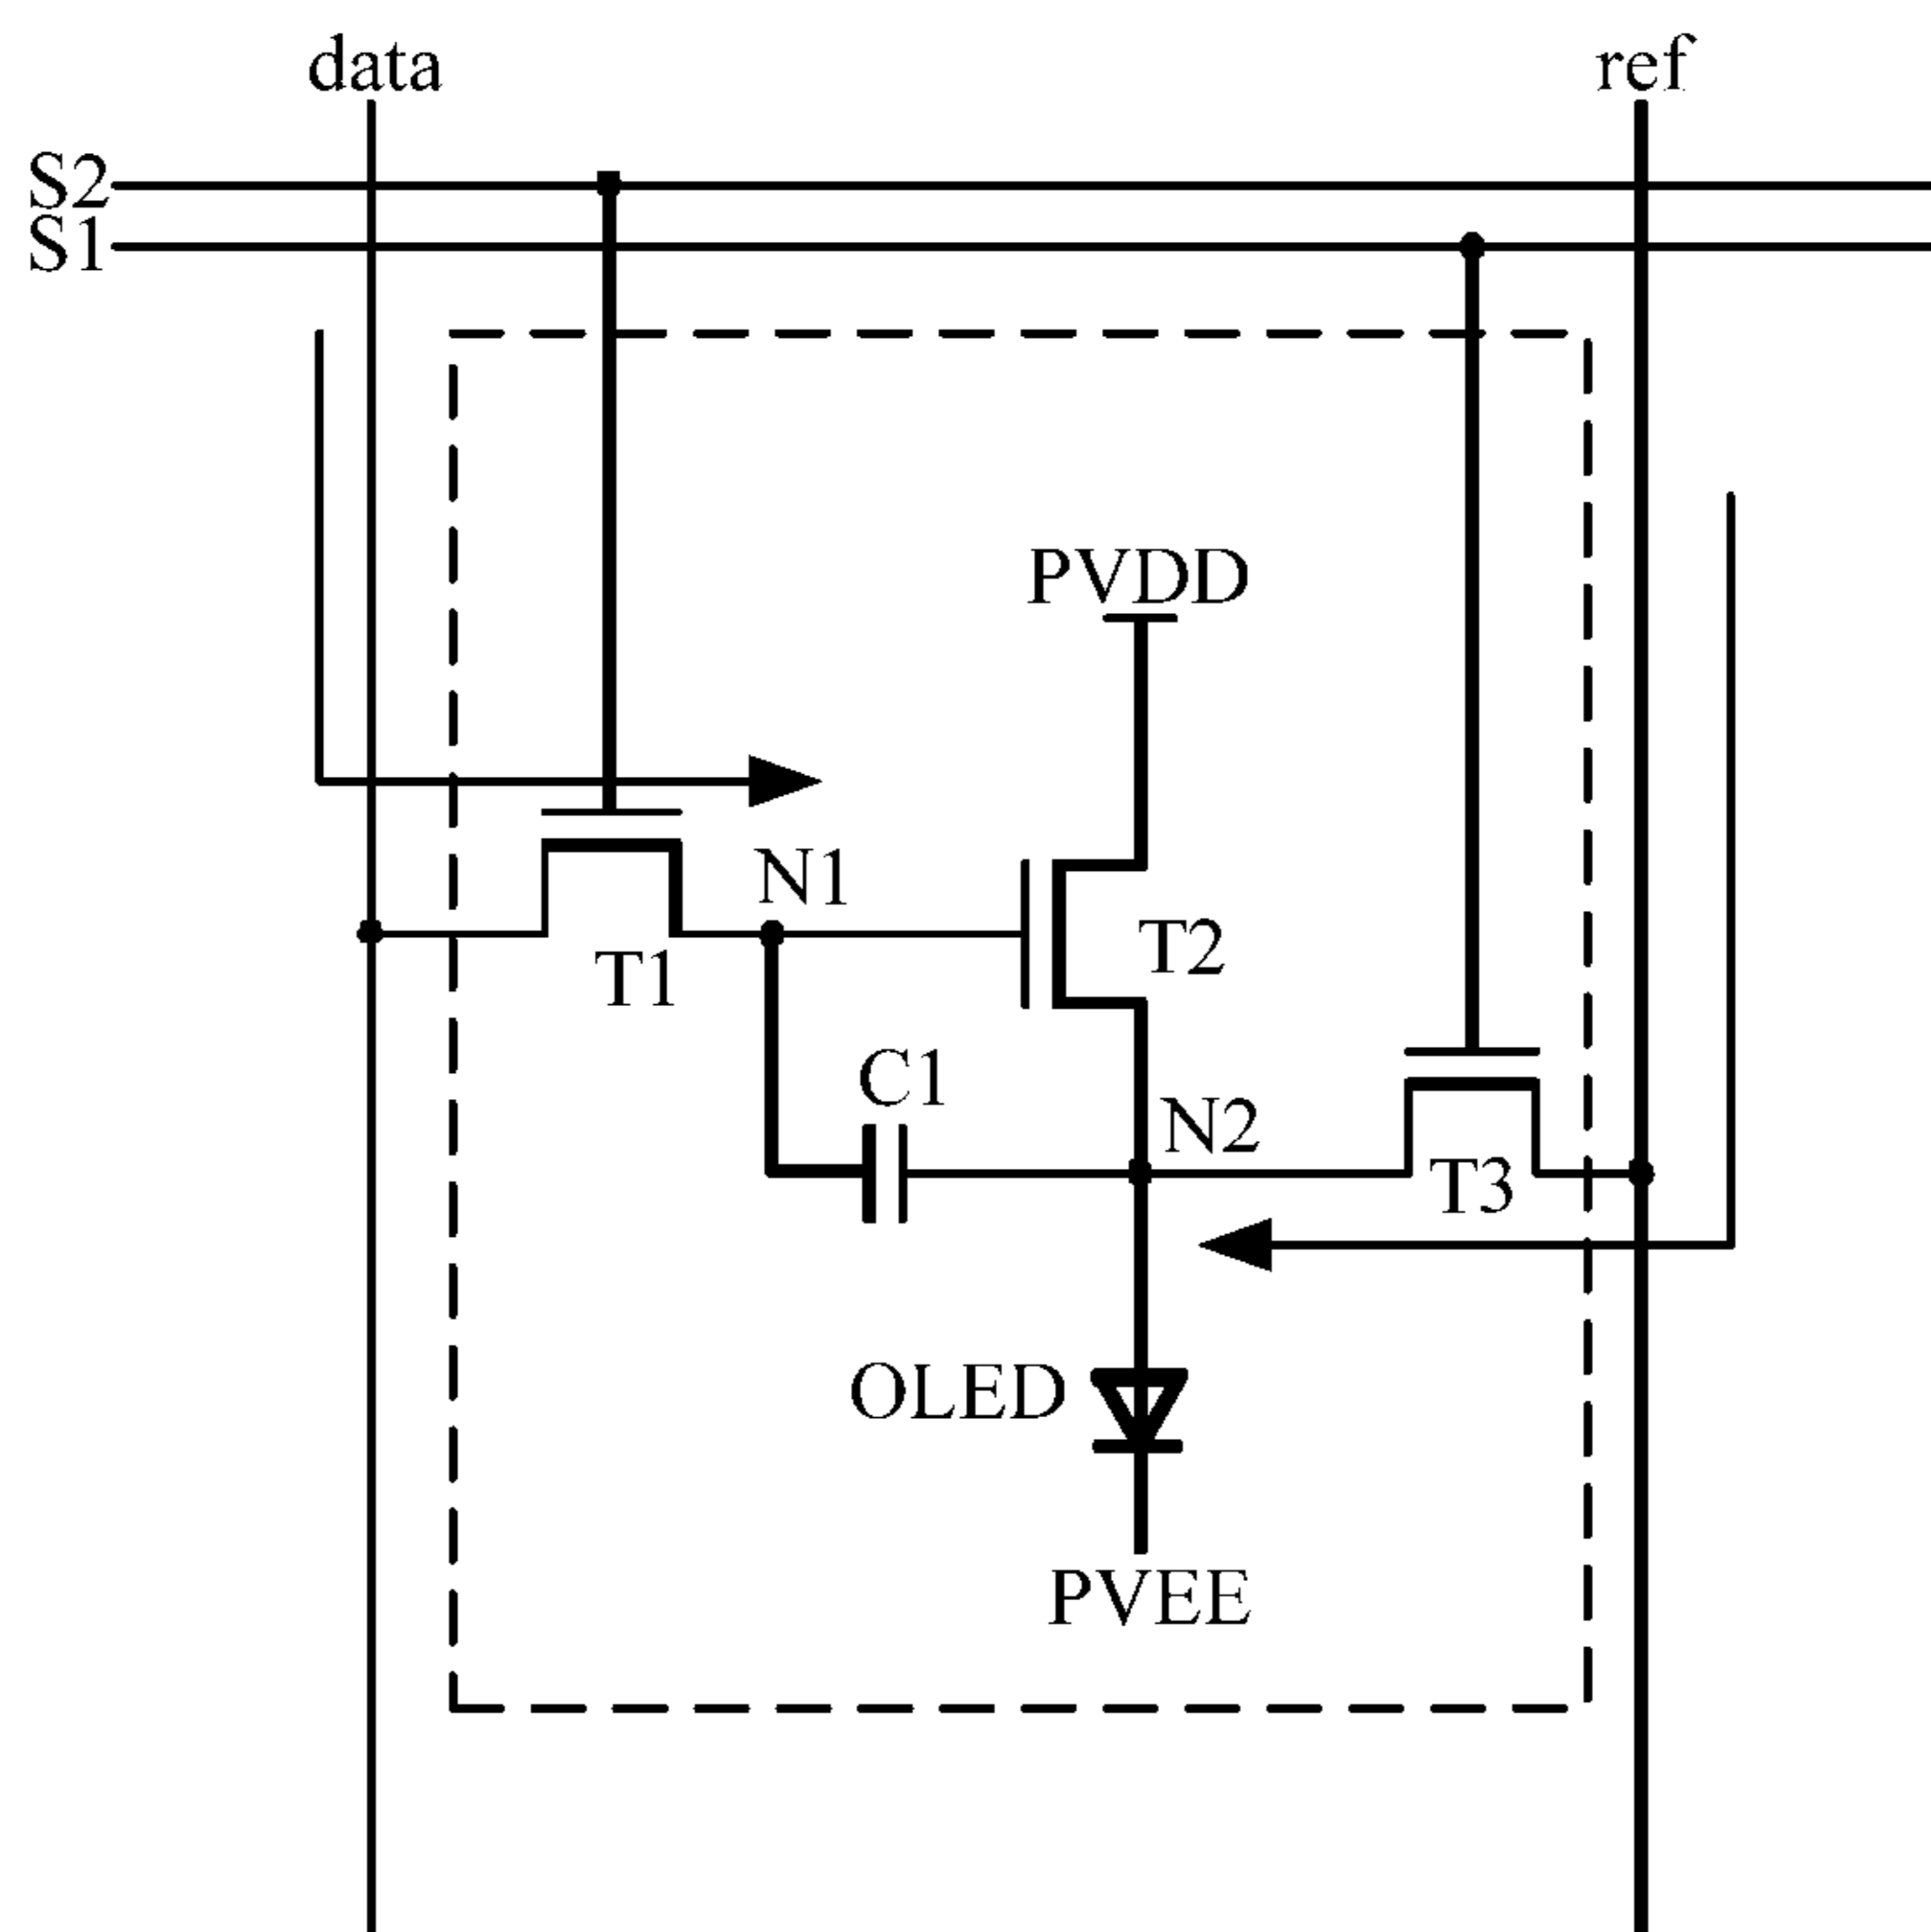 data
ref
S2
S1
PVDD
N1
T2
T1
C1
N2
T3
OLED
PVEE